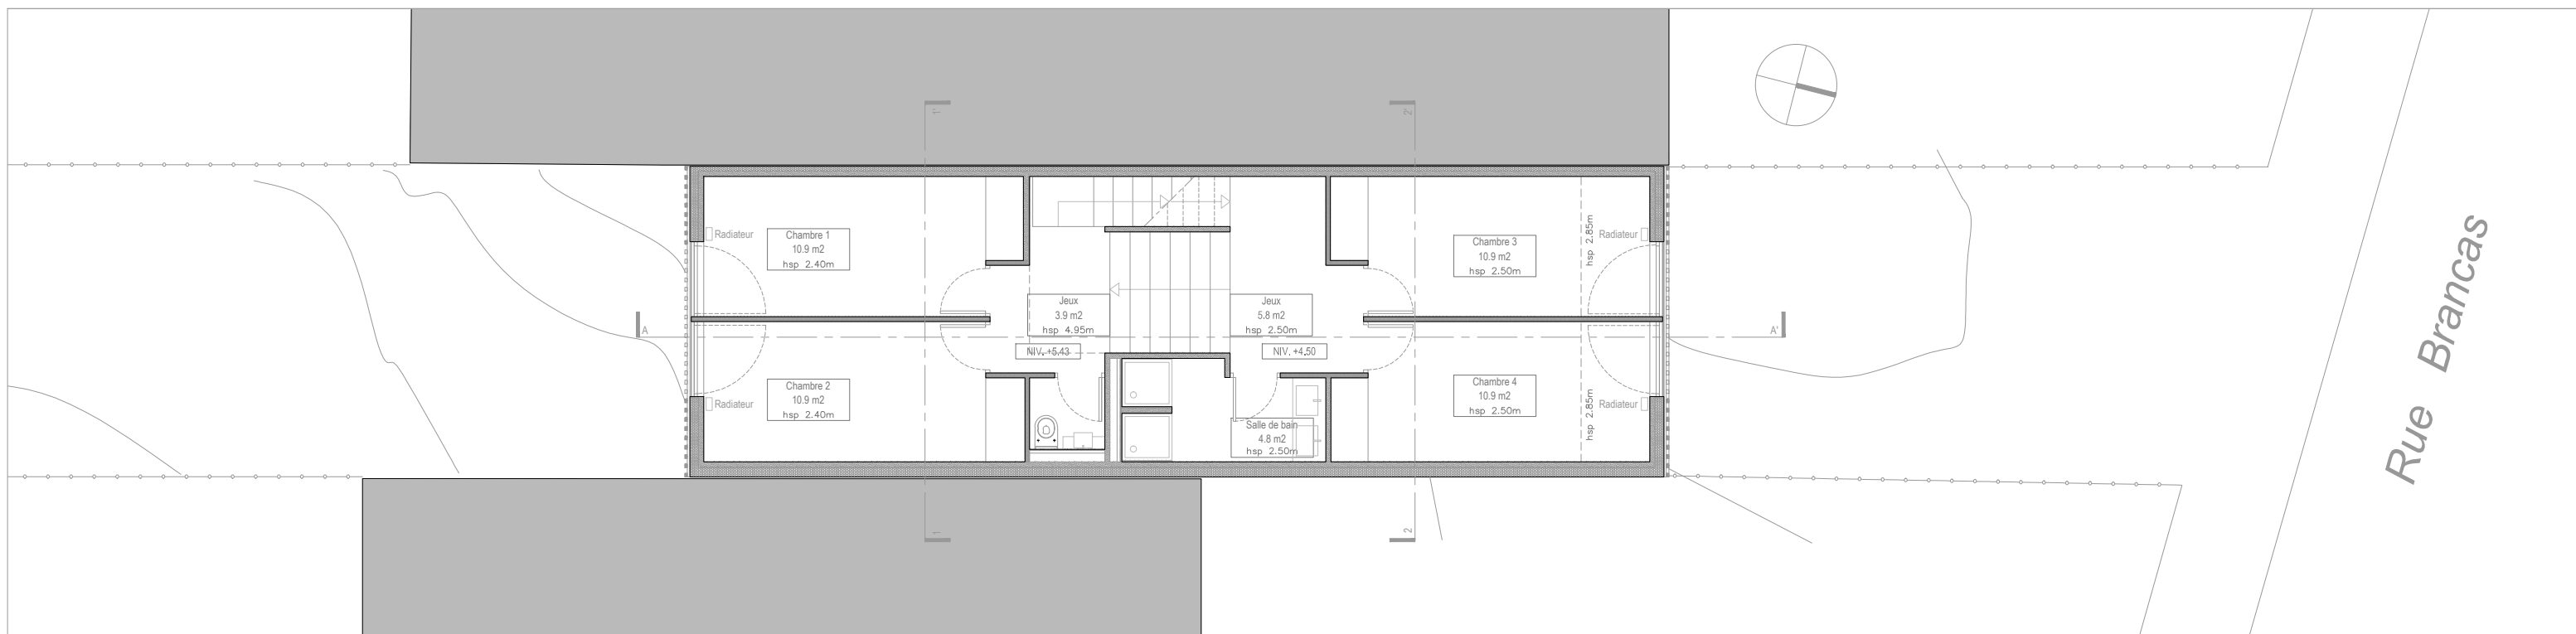 1'
2'
Radiateur
Chambre 1
10.9 m2
hsp 2.40m
Chambre 3
10.9 m2
hsp 2.50m
hsp 2.85m
Radiateur
Jeux
3.9 m2
hsp 4.95m
Jeux
5.8 m2
hsp 2.50m
A
A'
NIV. +5.43
NIV. +4.50
Chambre 2
10.9 m2
hsp 2.40m
Radiateur
Chambre 4
10.9 m2
hsp 2.50m
hsp 2.85m
Radiateur
Salle de bain
4.8 m2
hsp 2.50m
1
2
Rue Brancas